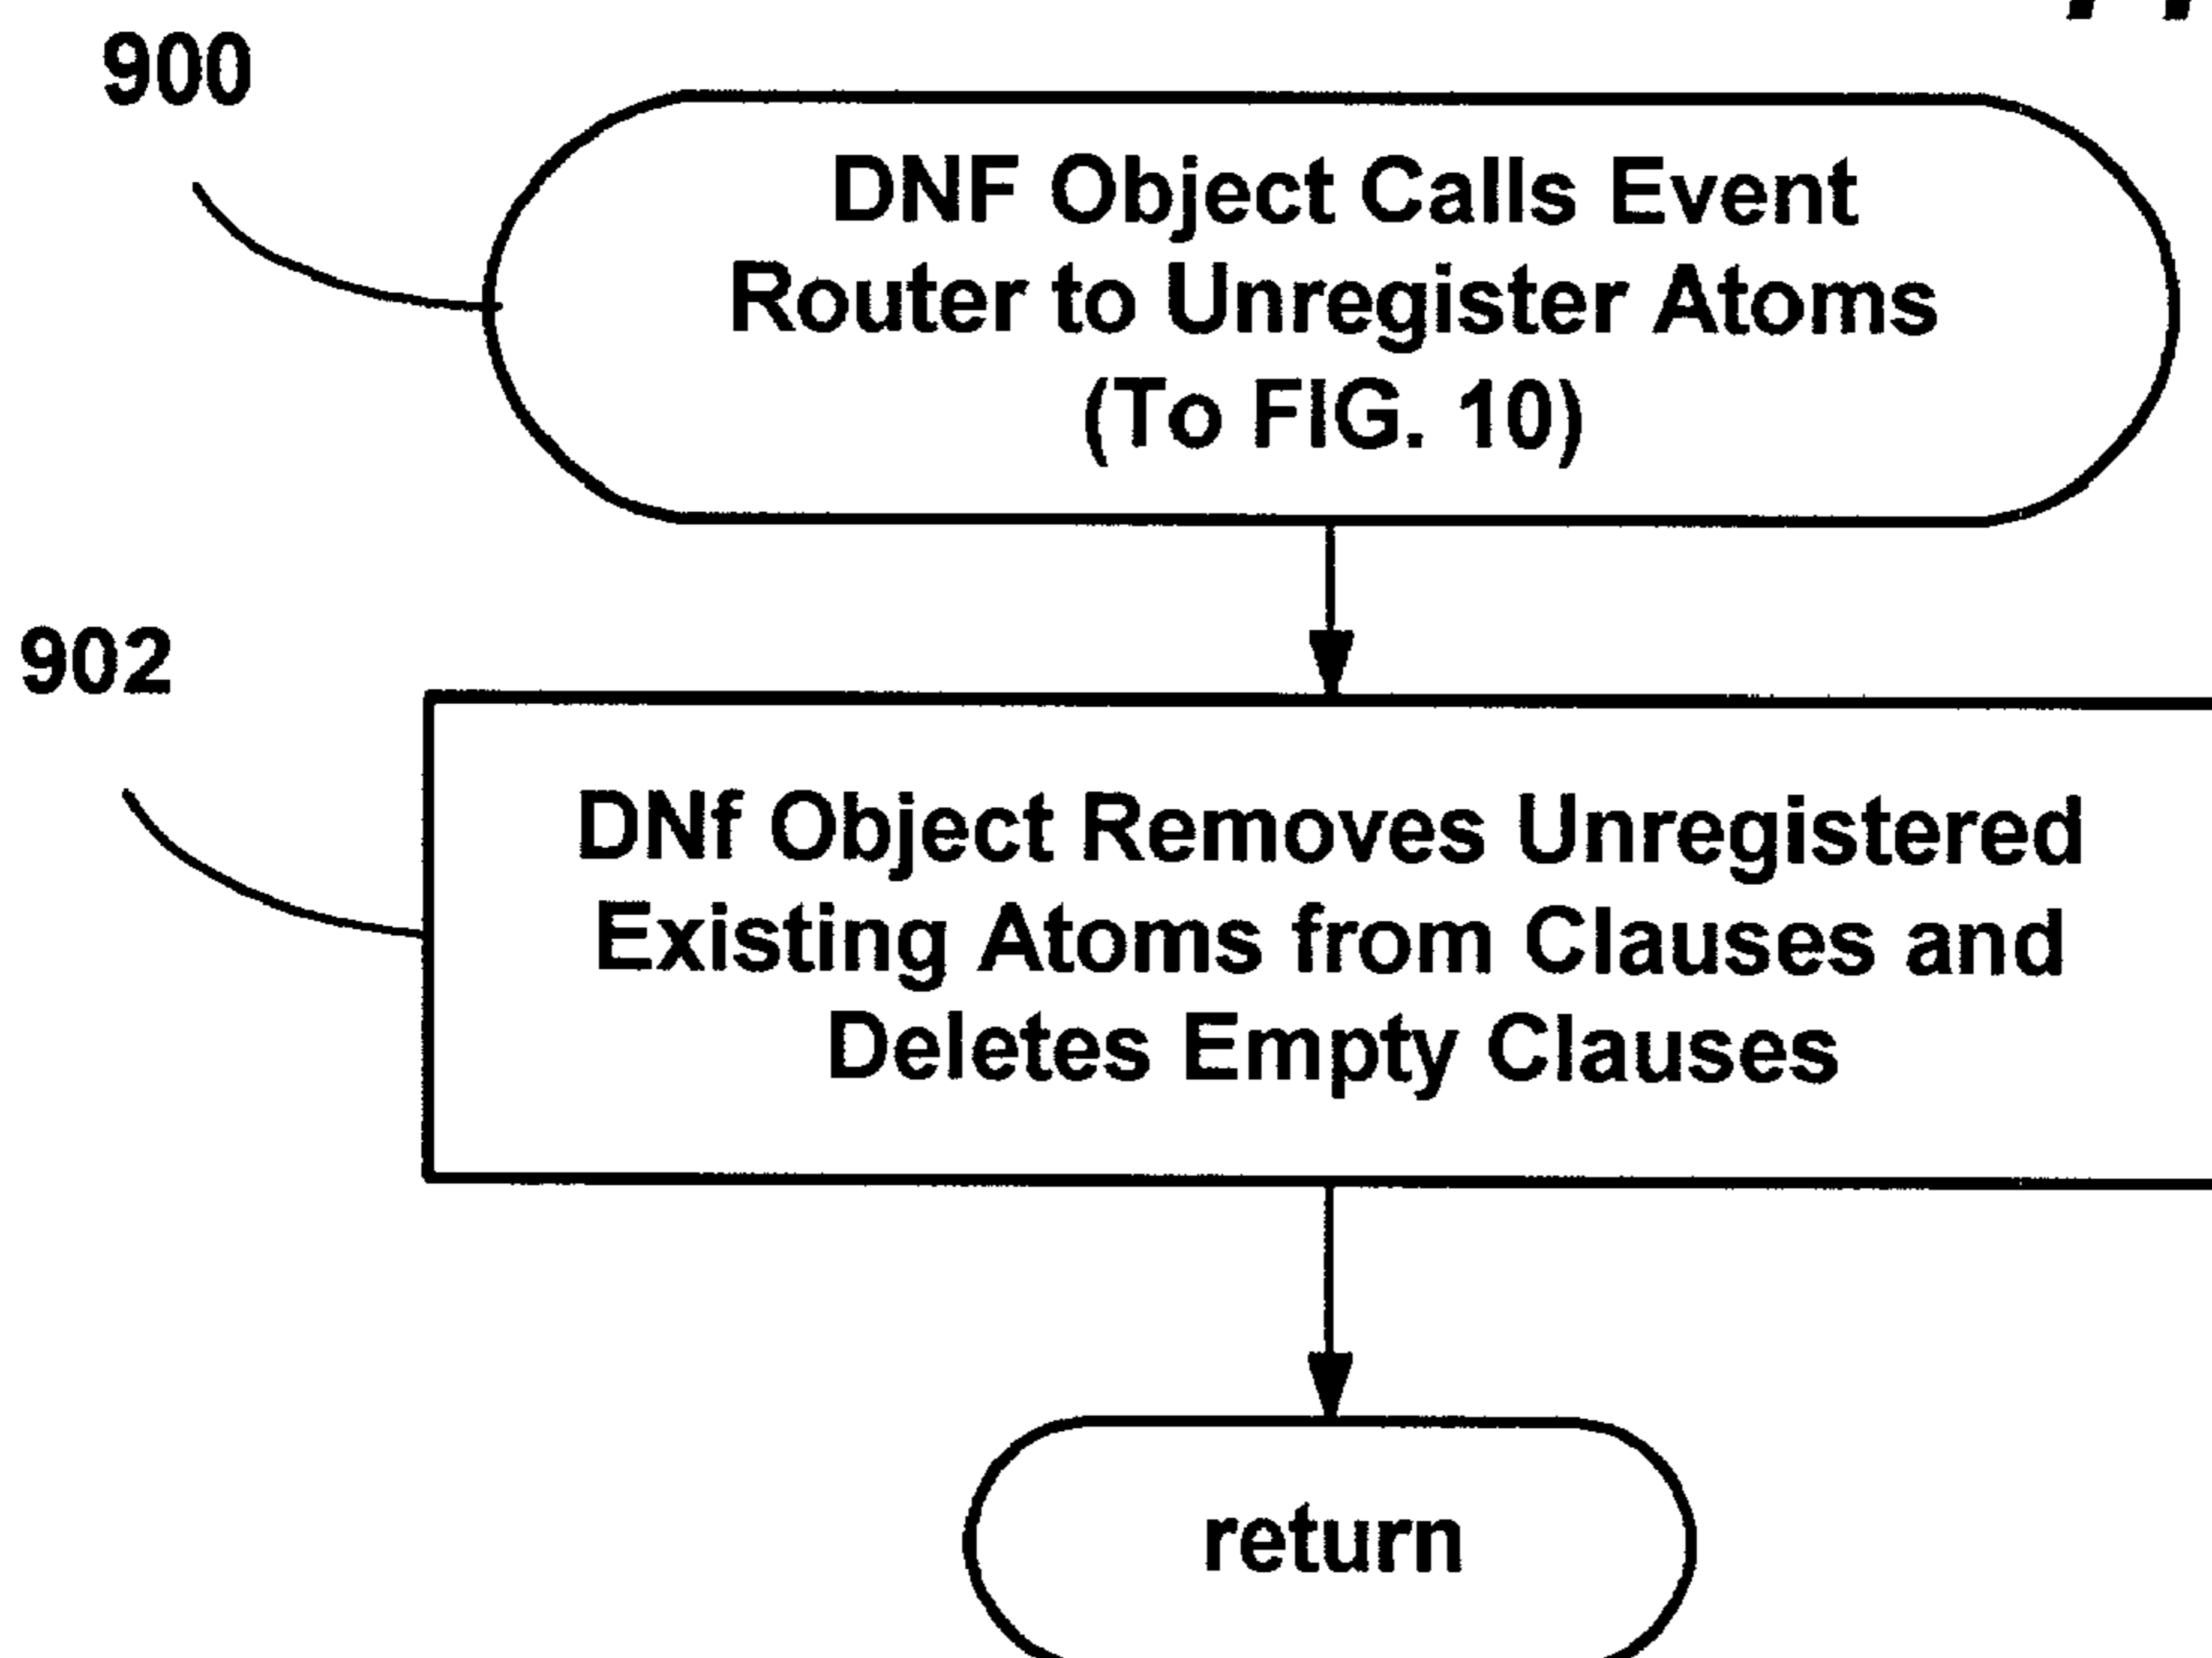 900
DNF Object Calls Event
Router to Unregister Atoms
(To FIG. 10)
902
DNf Object Removes Unregistered
Existing Atoms from Clauses and
Deletes Empty Clauses
return